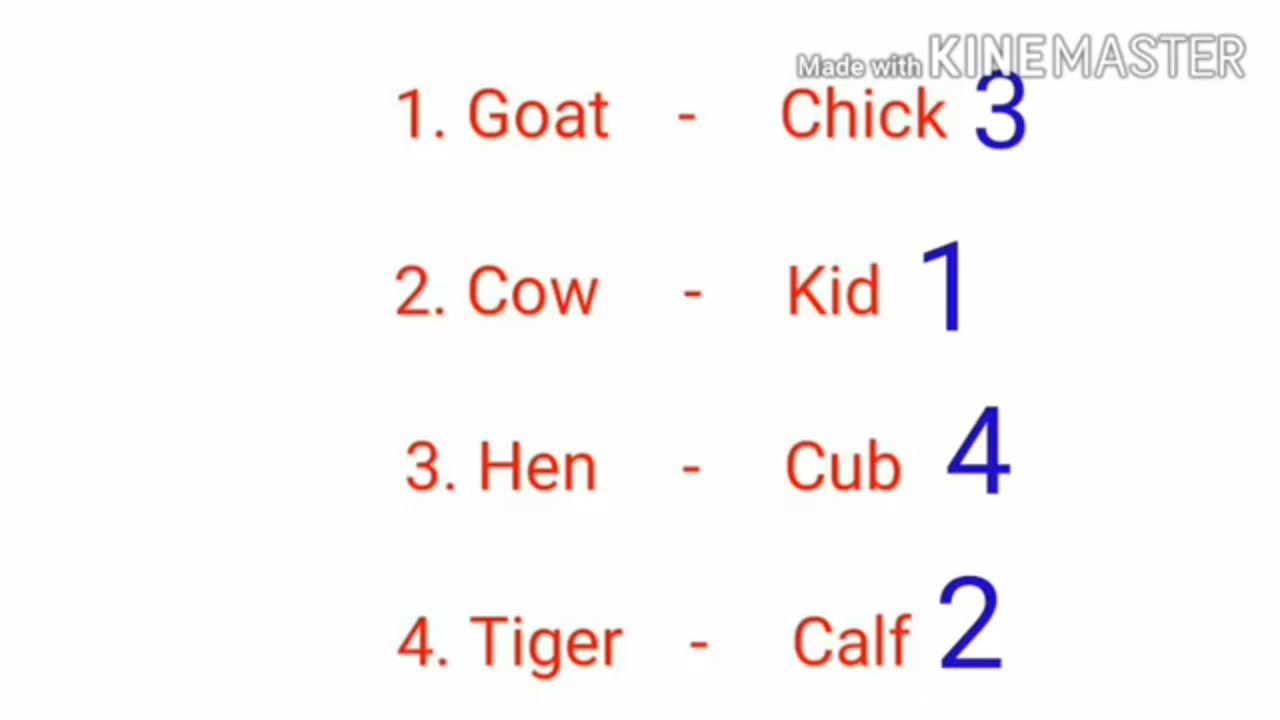 Made with KINEMASTER
1. Goat - Chick 3
2. Cow - Kid 1
3. Hen - Cub 4
4. Tiger - Calf 2